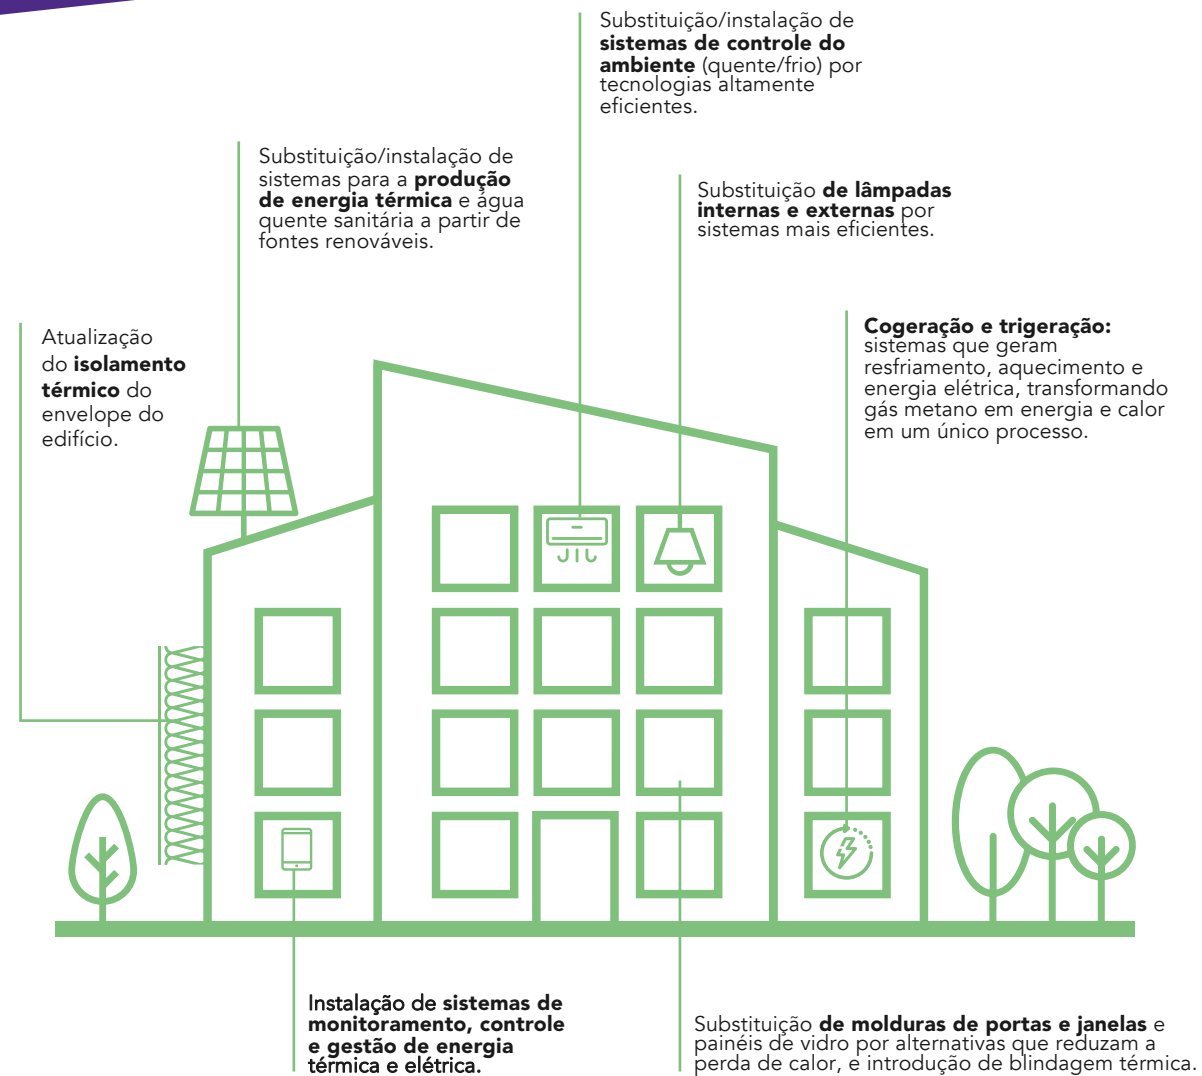 Substituição/instalação de
sistemas de controle do
ambiente (quente/frio) por
tecnologias altamente
eficientes.
Substituição/instalação de
sistemas para a produção
de energia térmica e água
quente sanitária a partir de
fontes renováveis.
Substituição de lâmpadas
internas e externas por
sistemas mais eficientes.
Atualização
do isolamento
térmico do
envelope do
edifício.
Cogeração e trigeração:
sistemas que geram
resfriamento, aquecimento e
energia elétrica, transformando
gás metano em energia e calor
em um único processo.
Instalação de sistemas de
monitoramento, controle
e gestão de energia
térmica e elétrica.
Substituição de molduras de portas e janelas e
painéis de vidro por alternativas que reduzam a
perda de calor, e introdução de blindagem térmica.